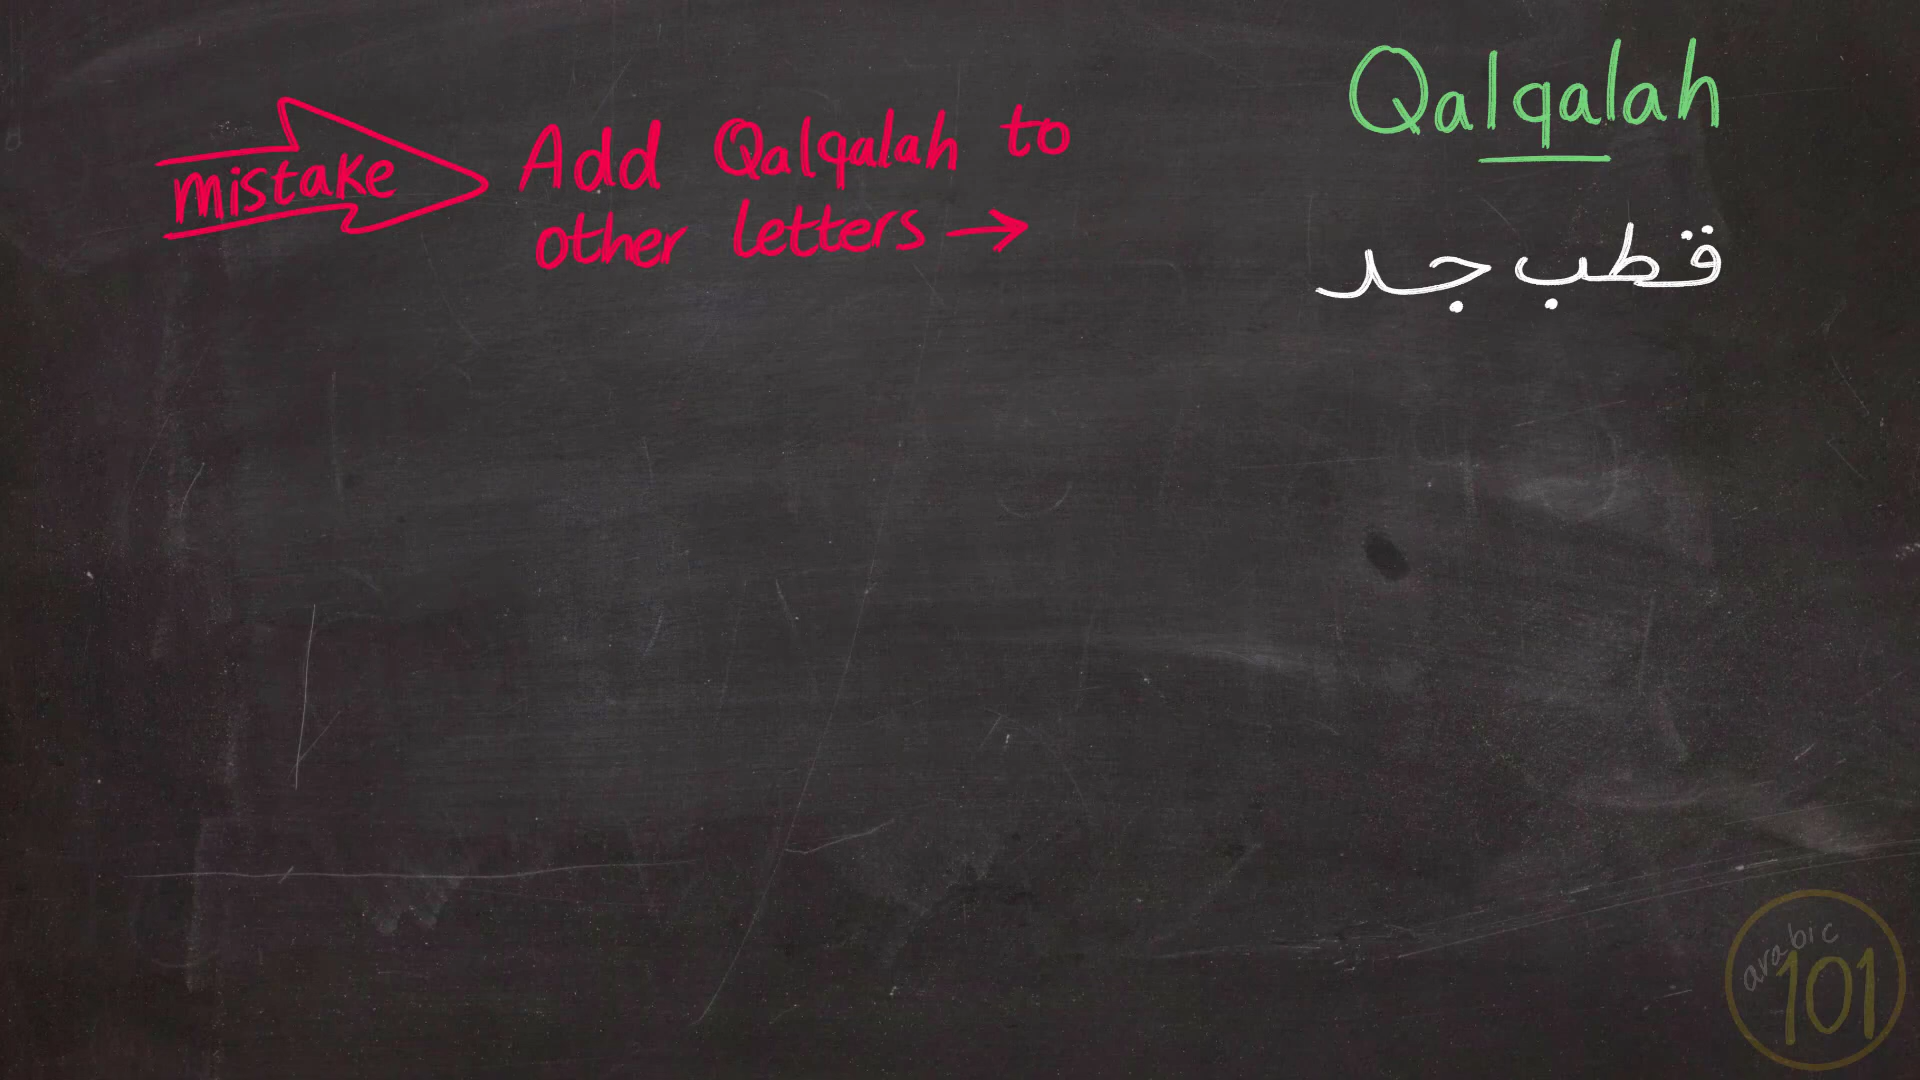 Qalqalah
mistake
Add Qalqalah to
other letters →
قطب جد
arabic
101